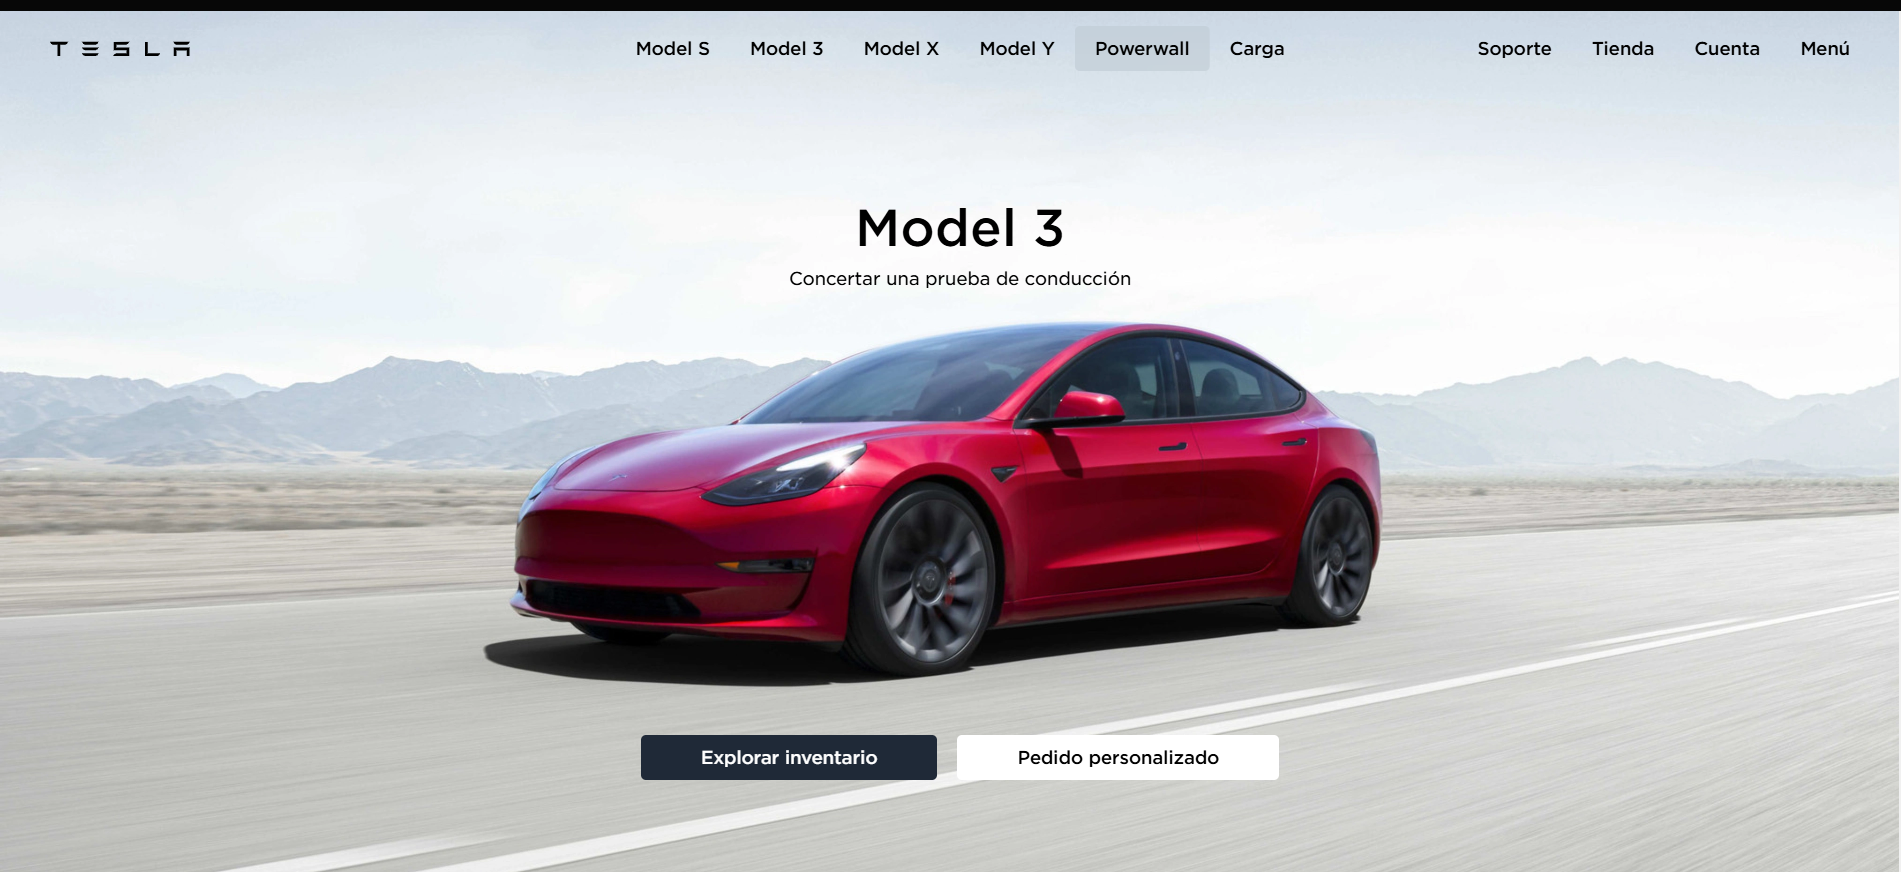 TESLA
Model S Model 3 Model X Model Y Powerwall Carga Soporte Tienda Cuenta Menú
Model 3
Concertar una prueba de conducción
Explorar inventario Pedido personalizado